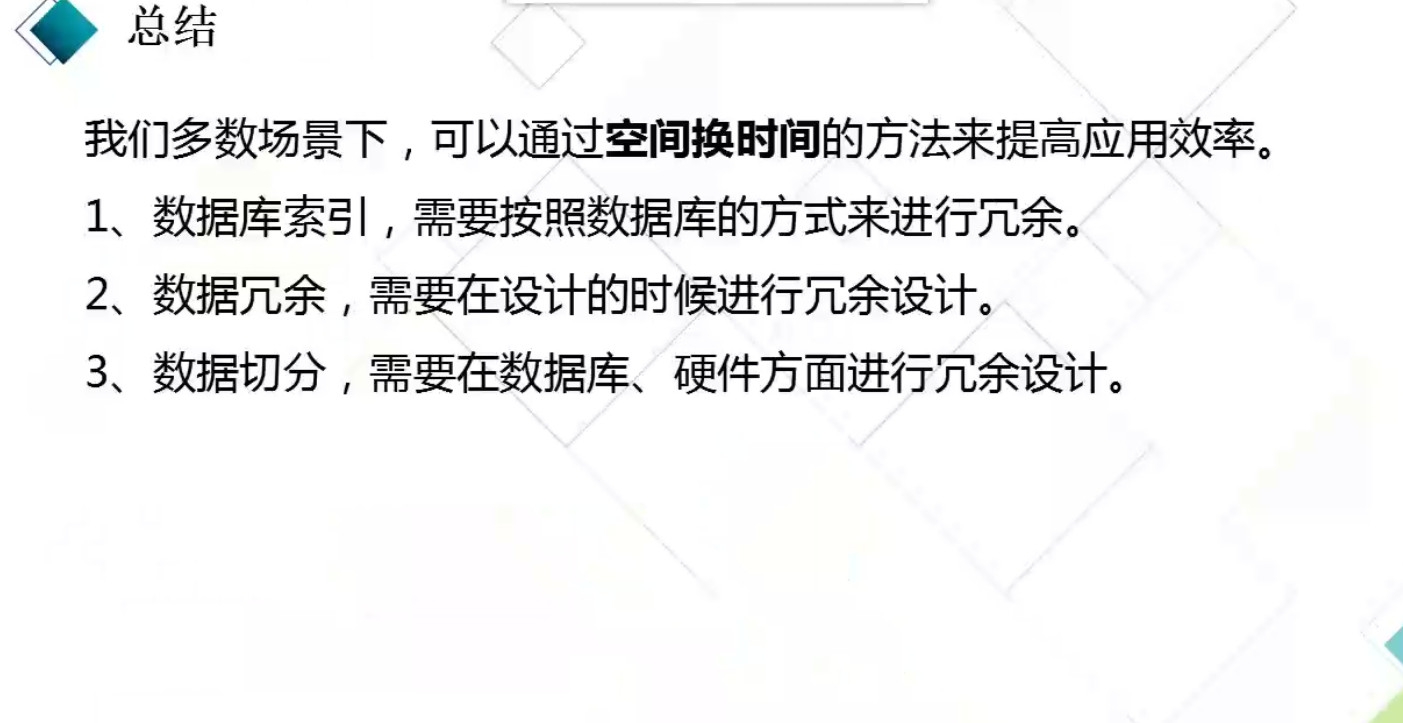 总结
我们多数场景下，可以通过空间换时间的方法来提高应用效率。
1、数据库索引，需要按照数据库的方式来进行冗余。
2、数据冗余，需要在设计的时候进行冗余设计。
3、数据切分，需要在数据库、硬件方面进行冗余设计。